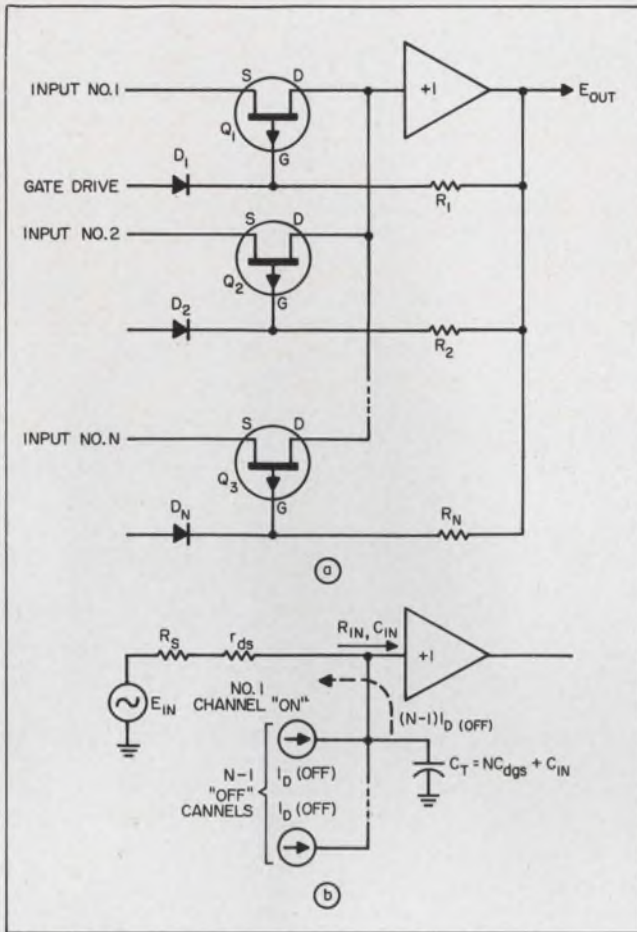 INPUT NO.1
S
D
Q1
G
+1
EOUT
D1
GATE DRIVE
R1
INPUT NO.2
S
D
Q2
G
D2
R2
INPUT NO.N
S
D
Q3
G
DN
RN
a
RS
rds
RIN, CIN
+1
EIN
NO.1
CHANNEL "ON"
(N-1)ID (OFF)
N-1
"OFF"
CANNELS
ID (OFF)
ID (OFF)
CT = NCdgs + CIN
b